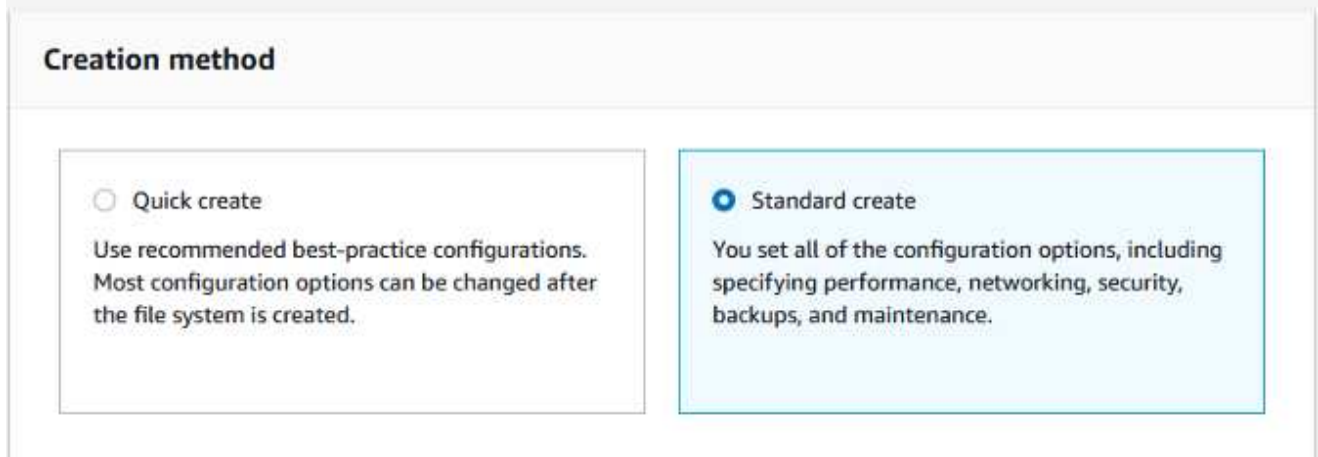 Creation method
Quick create
Use recommended best-practice configurations.
Most configuration options can be changed after
the file system is created.
Standard create
You set all of the configuration options, including
specifying performance, networking, security,
backups, and maintenance.